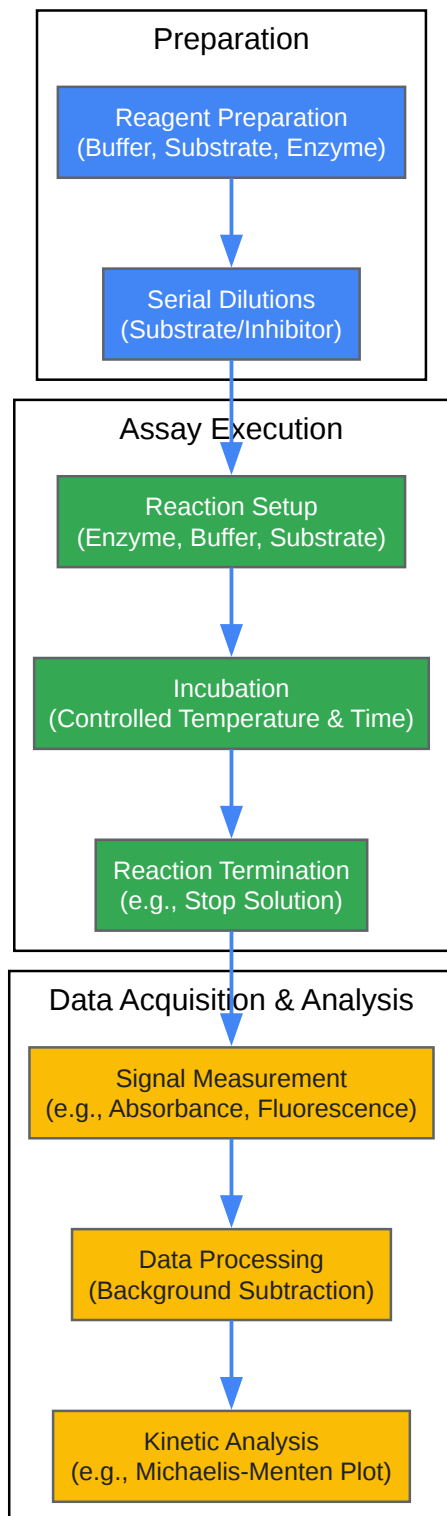 Preparation
Reagent Preparation
(Buffer, Substrate, Enzyme)
Serial Dilutions
(Substrate/Inhibitor)
Assay Execution
Reaction Setup
(Enzyme, Buffer, Substrate)
Incubation
(Controlled Temperature & Time)
Reaction Termination
(e.g., Stop Solution)
Data Acquisition & Analysis
Signal Measurement
(e.g., Absorbance, Fluorescence)
Data Processing
(Background Subtraction)
Kinetic Analysis
(e.g., Michaelis-Menten Plot)